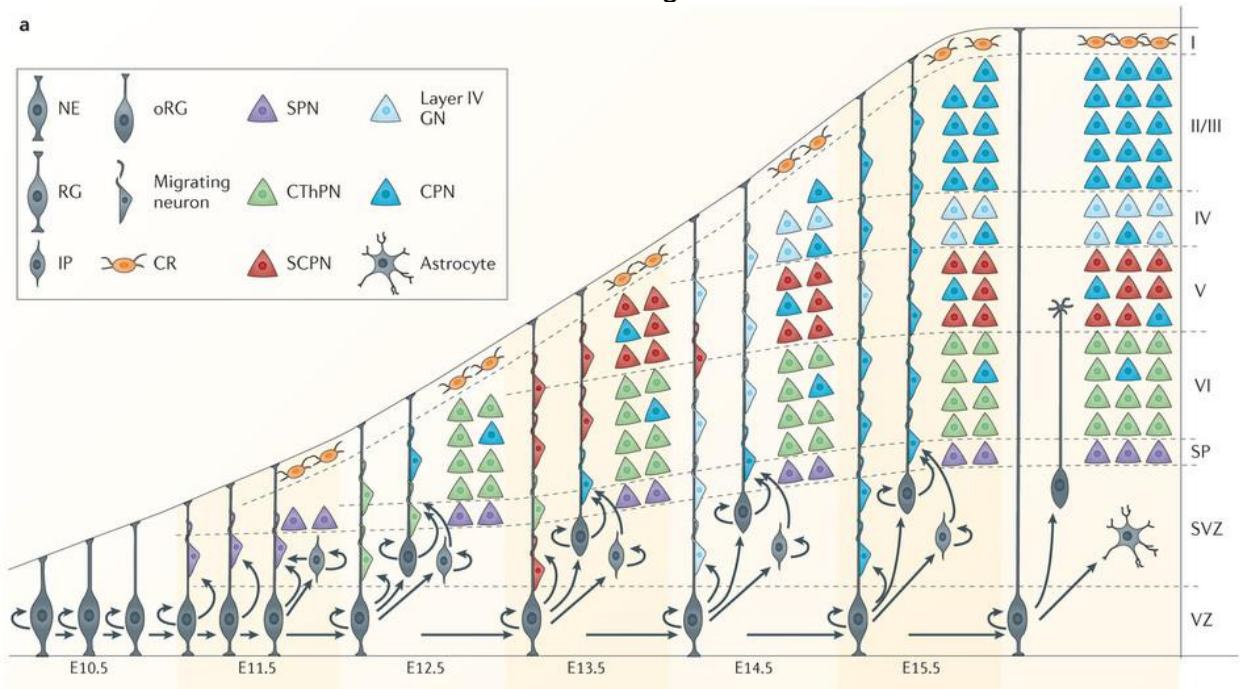 a
NE
oRG
SPN
Layer IV
GN
RG
Migrating
neuron
CThPN
CPN
IP
CR
SCPN
Astrocyte
I
II/III
IV
V
VI
SP
SVZ
VZ
E10.5
E11.5
E12.5
E13.5
E14.5
E15.5